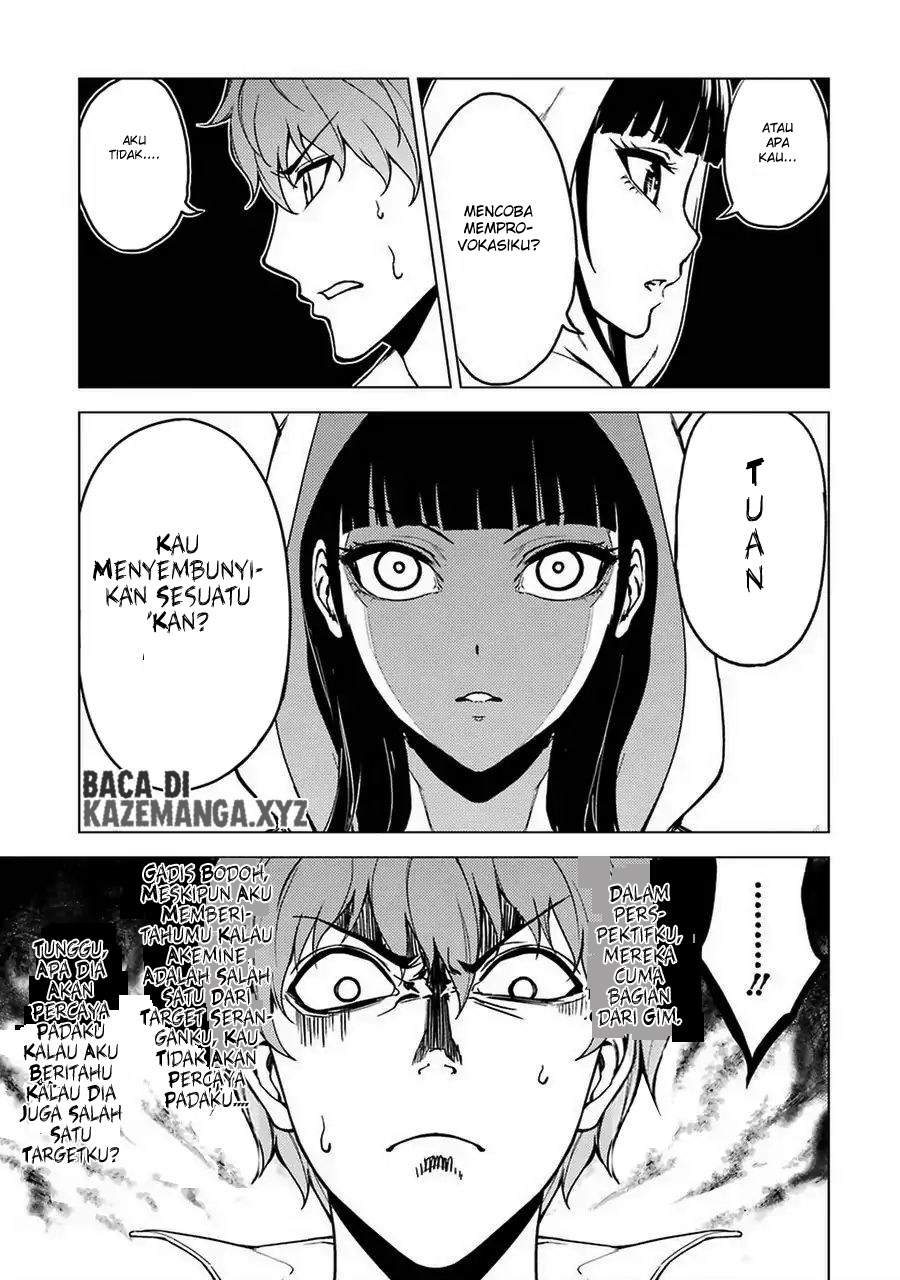 ATAU
APA
KAU...
MENCOBA
MEMPRO-
VOKASIKU?
AKU
TIDAK....
TUAN
KAU
MENYEMBUNYI-
KAN SESUATU
'KAN?
BACA DI
KAZEMANGA.XYZ
......!!
DALAM
PERS-
PEKTIFKU,
MEREKA
CUMA
BAGIAN
DARI GIM.
GADIS BODOH,
MESKIPUN AKU
MEMBERI-
TAHUMU KALAU
AKEMINE
ADALAH SALAH
SATU DARI
TARGET SERAN-
GANKU, KAU
TIDAK AKAN
PERCAYA
PADAKU....
TUNGGU,
APA DIA
AKAN
PERCAYA
PADAKU
KALAU AKU
BERITAHU
KALAU DIA
JUGA SALAH
SATU
TARGETKU?